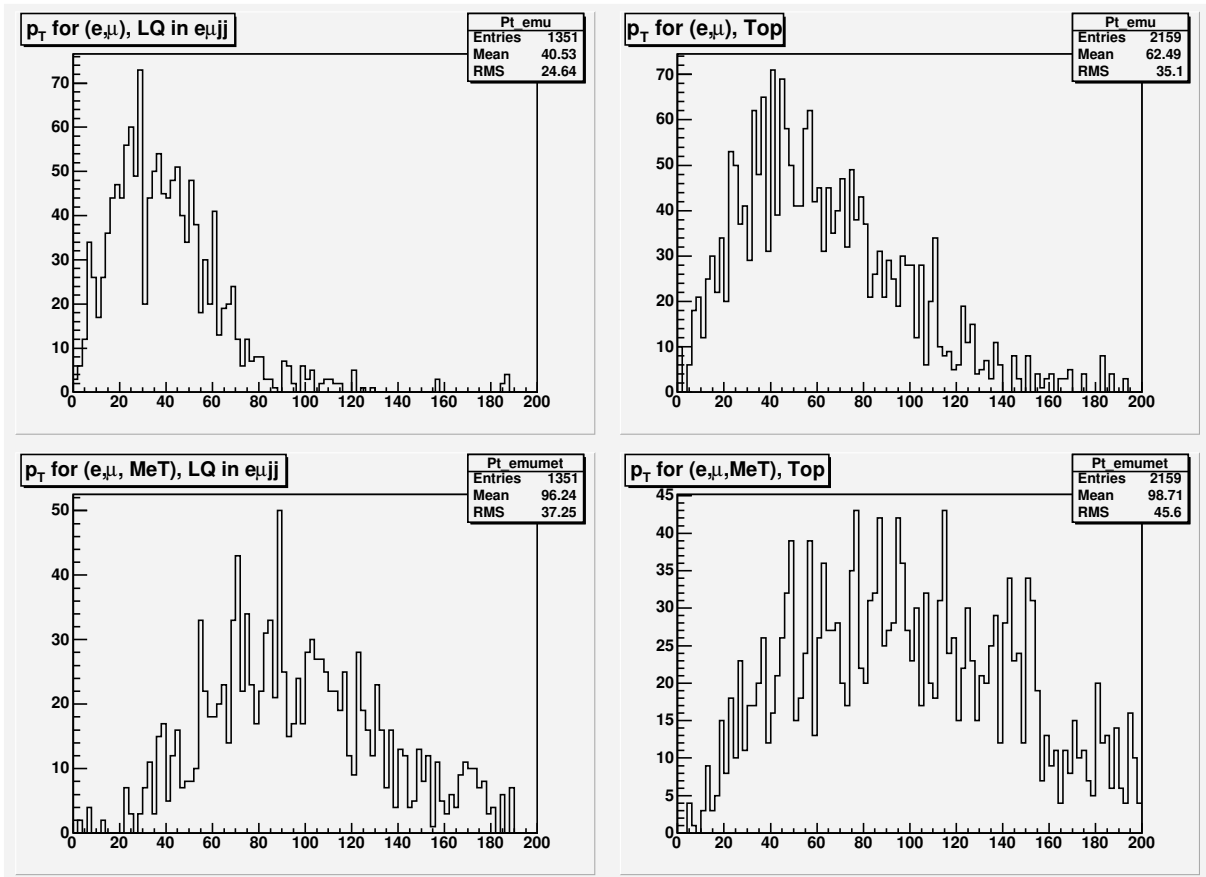 p_T for (e,μ), LQ in eμjj
Pt_emu
Entries 1351
Mean 40.53
RMS 24.64
70
60
50
40
30
20
10
0
0 20 40 60 80 100 120 140 160 180 200
p_T for (e,μ), Top
Pt_emu
Entries 2159
Mean 62.49
RMS 35.1
70
60
50
40
30
20
10
0
0 20 40 60 80 100 120 140 160 180 200
p_T for (e,μ, MeT), LQ in eμjj
Pt_emumet
Entries 1351
Mean 96.24
RMS 37.25
50
40
30
20
10
0
0 20 40 60 80 100 120 140 160 180 200
p_T for (e,μ,MeT), Top
Pt_emumet
Entries 2159
Mean 98.71
RMS 45.6
45
40
35
30
25
20
15
10
5
0
0 20 40 60 80 100 120 140 160 180 200